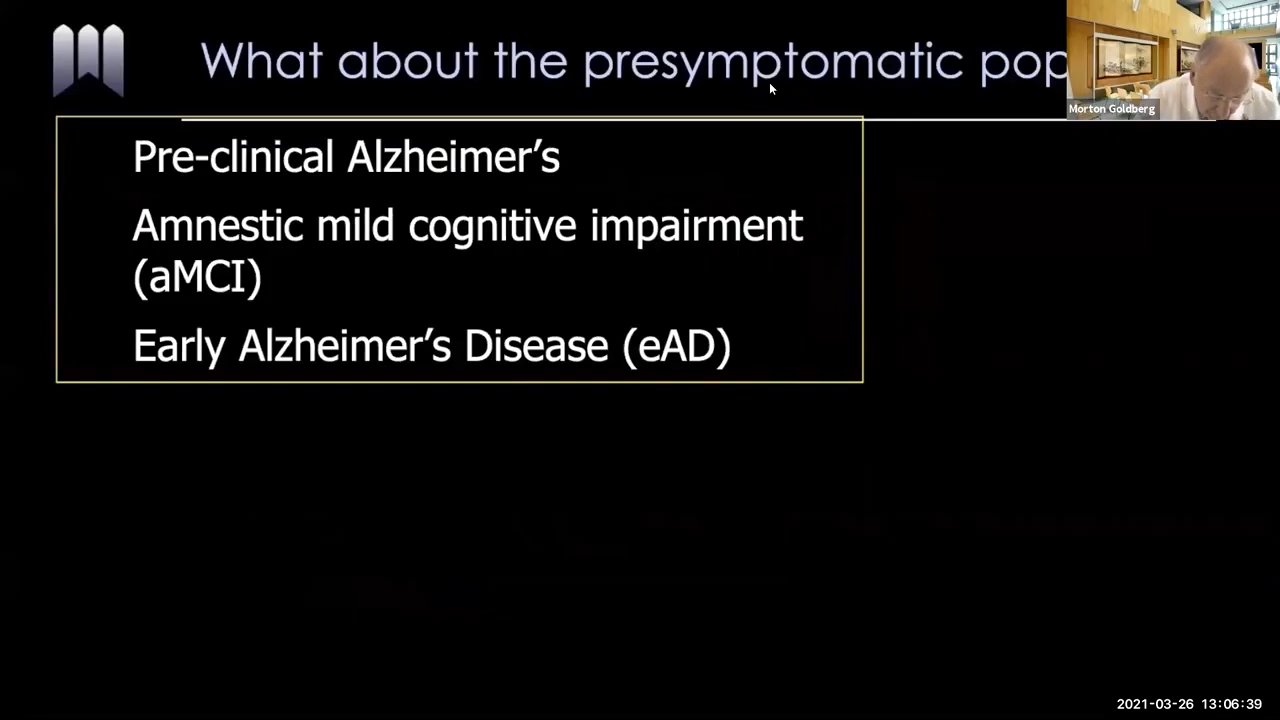 What about the presymptomatic pop
Morton Goldberg
Pre-clinical Alzheimer’s
Amnestic mild cognitive impairment
(aMCI)
Early Alzheimer’s Disease (eAD)
2021-03-26 13:06:39